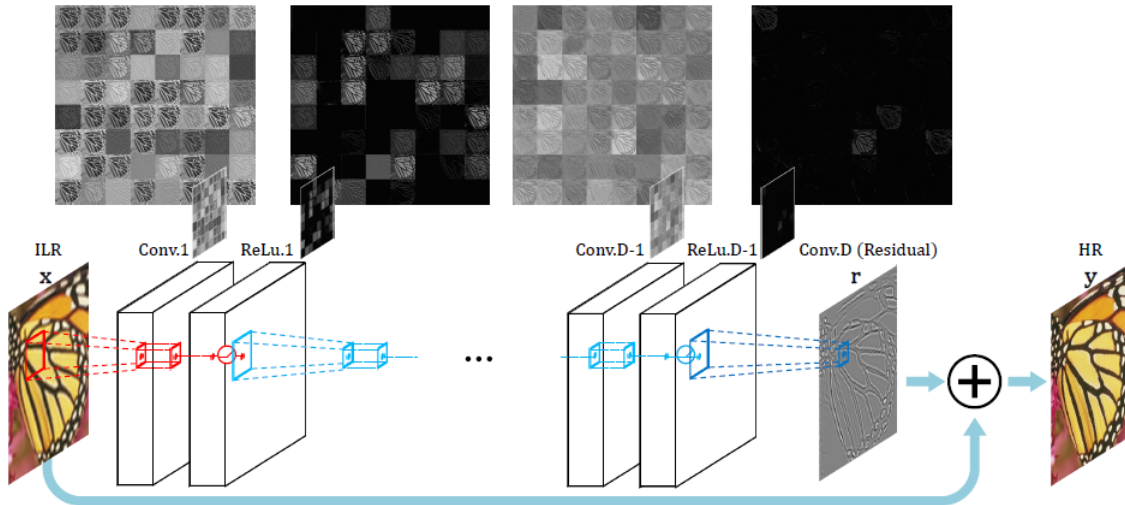 ILR
x
Conv.1
ReLu.1
...
Conv.D-1
ReLu.D-1
Conv.D (Residual)
r
HR
y